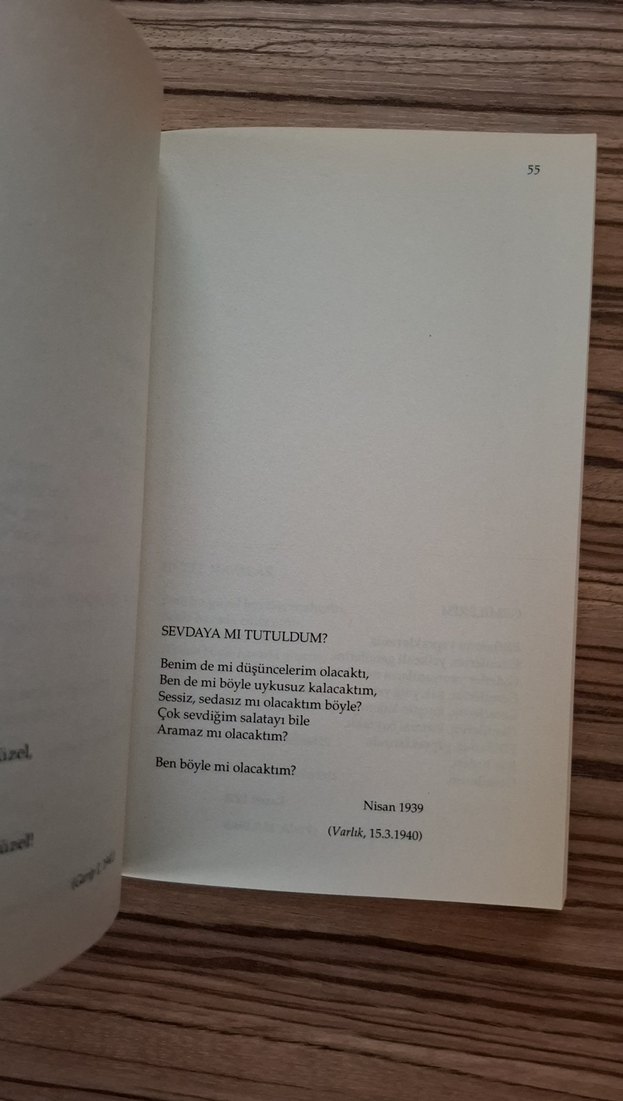 55
SEVDAYA MI TUTULDUM?
Benim de mi düşüncelerim olacaktı,
Ben de mi böyle uykusuz kalacaktım,
Sessiz, sedasız mı olacaktım böyle?
Çok sevdiğim salatayı bile
Aramaz mı olacaktım?
Ben böyle mi olacaktım?
Nisan 1939
(Varlık, 15.3.1940)